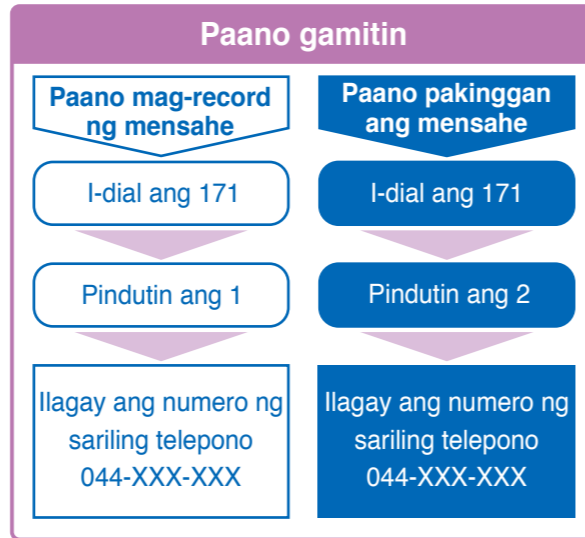 Paano gamitin
Paano mag-record
ng mensahe
I-dial ang 171
Pindutin ang 1
Ilagay ang numero ng
sariling telepono
044-XXX-XXX
Paano pakinggan
ang mensahe
I-dial ang 171
Pindutin ang 2
Ilagay ang numero ng
sariling telepono
044-XXX-XXX